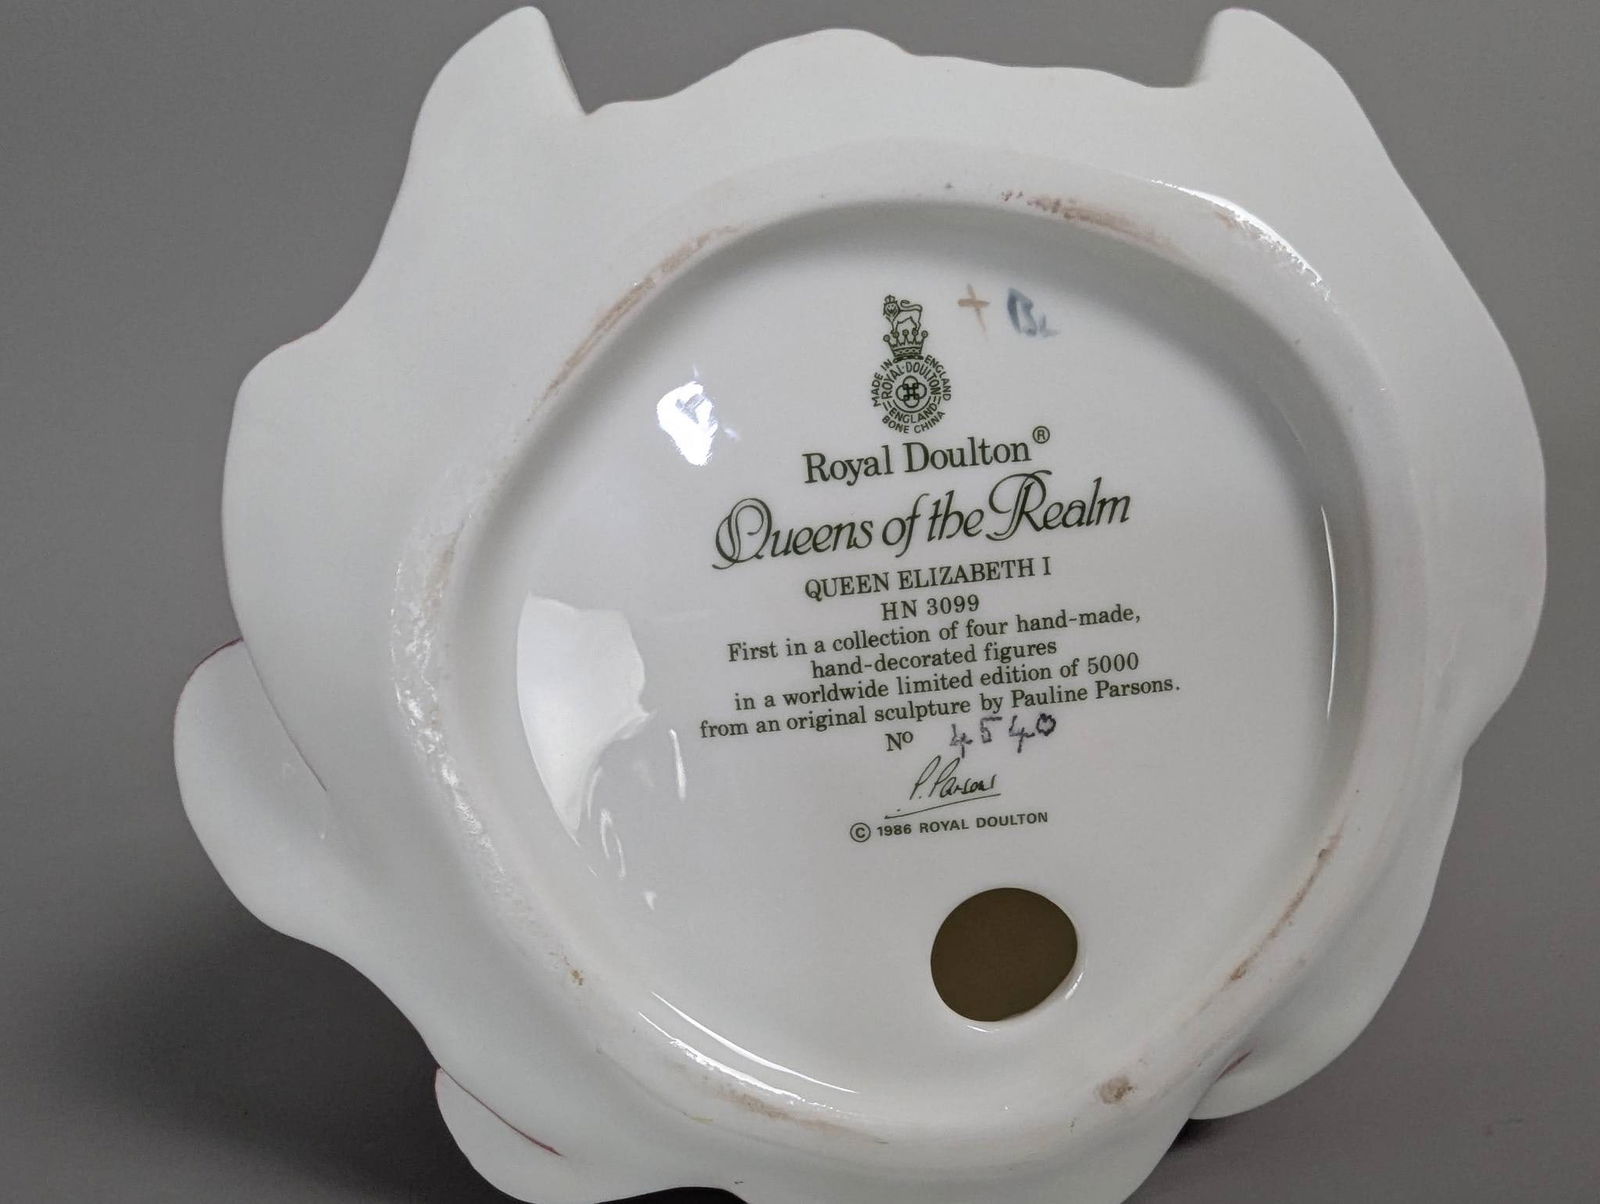 + BL
MADE IN ENGLAND
ROYAL·DOULTON
ENGLAND
BONE CHINA
Royal Doulton®
Queens of the Realm
QUEEN ELIZABETH I
HN 3099
First in a collection of four hand-made,
hand-decorated figures
in a worldwide limited edition of 5000
from an original sculpture by Pauline Parsons.
Nº 4540
P. Parsons
© 1986 ROYAL DOULTON